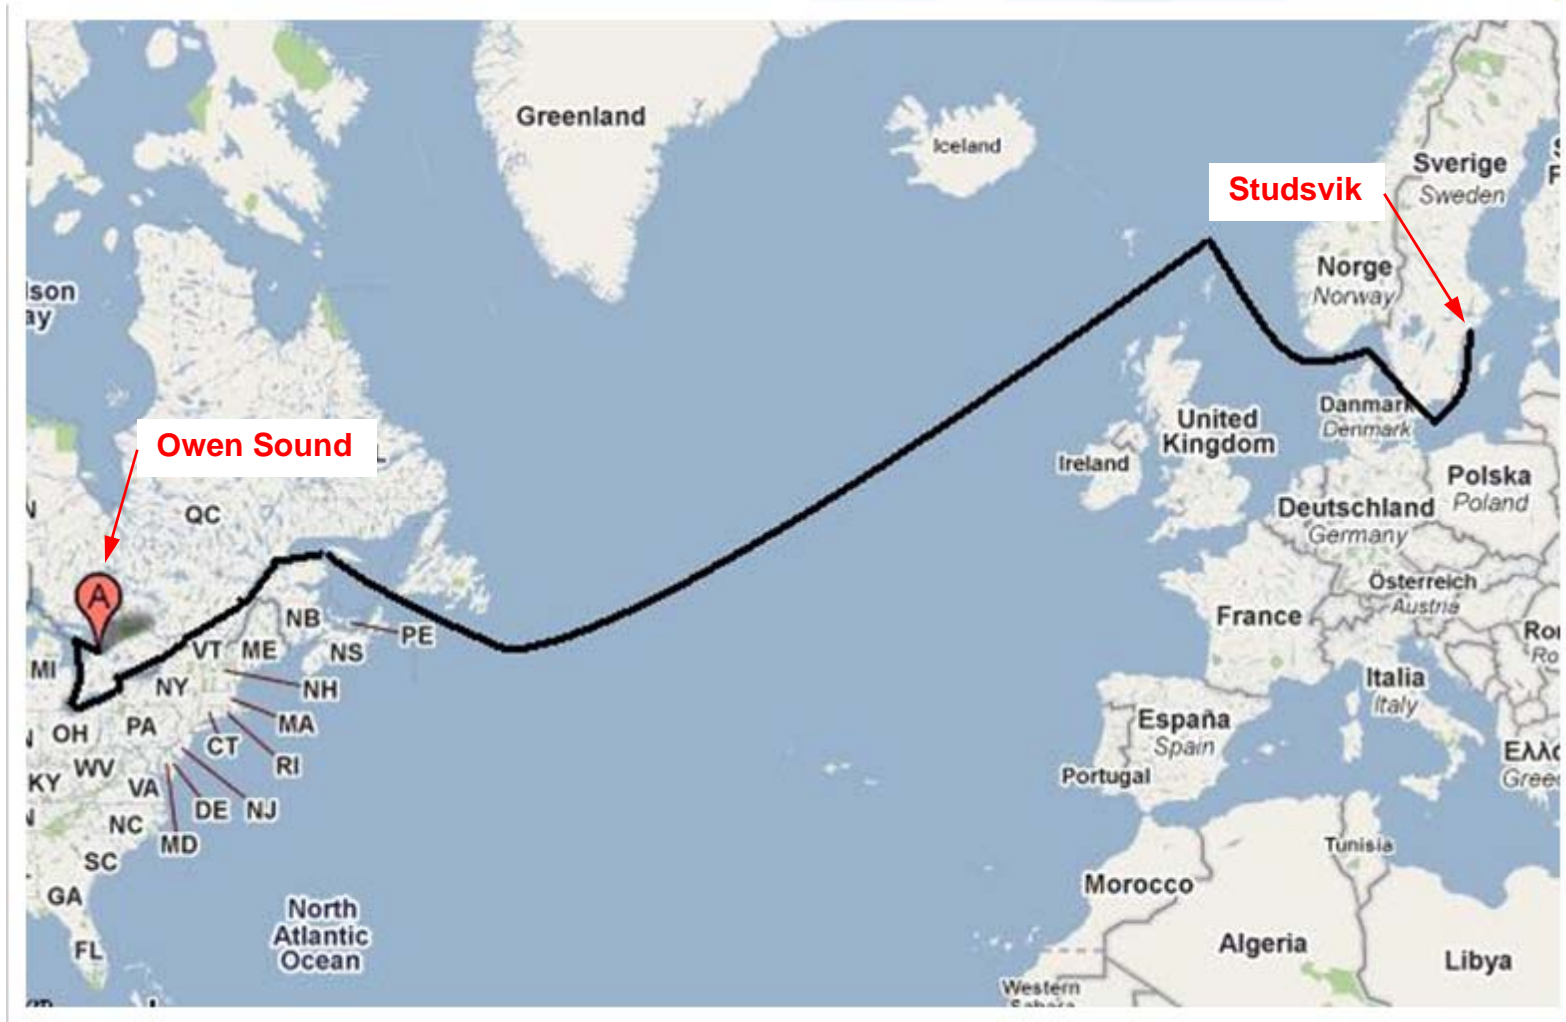 Greenland
Iceland
Sverige
Sweden
Studsvik
Norge
Norway
Owen Sound
QC
United
Kingdom
Ireland
Danmark
Denmark
Polska
Poland
Deutschland
Germany
Österreich
Austria
France
NB
PE
NS
VT
ME
MI
NY
NH
MA
CT
RI
OH
PA
WV
KY
VA
DE
NJ
NC
MD
SC
GA
FL
Italia
Italy
España
Spain
Portugal
Tunisia
Morocco
Algeria
Libya
Western
North
Atlantic
Ocean